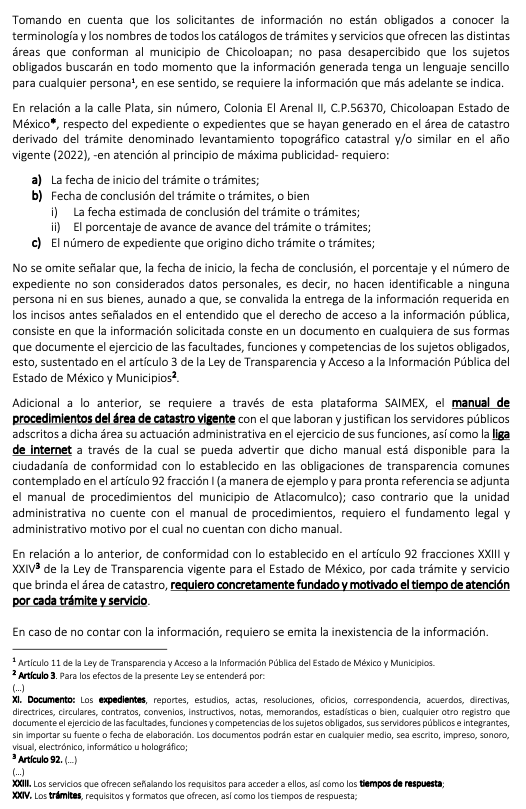 Tomando en cuenta que los solicitantes de información no están obligados a conocer la
terminología y los nombres de todos los catálogos de trámites y servicios que ofrecen las distintas
áreas que conforman al municipio de Chicoloapan; no pasa desapercibido que los sujetos
obligados buscarán en todo momento que la información generada tenga un lenguaje sencillo
para cualquier persona¹, en ese sentido, se requiere la información que más adelante se indica.
En relación a la calle Plata, sin número, Colonia El Arenal II, C.P.56370, Chicoloapan Estado de
México*, respecto del expediente o expedientes que se hayan generado en el área de catastro
derivado del trámite denominado levantamiento topográfico catastral y/o similar en el año
vigente (2022), -en atención al principio de máxima publicidad- requiero:
a) La fecha de inicio del trámite o trámites;
b) Fecha de conclusión del trámite o trámites, o bien
i) La fecha estimada de conclusión del trámite o trámites;
ii) El porcentaje de avance de avance del trámite o trámites;
c) El número de expediente que origino dicho trámite o trámites;
No se omite señalar que, la fecha de inicio, la fecha de conclusión, el porcentaje y el número de
expediente no son considerados datos personales, es decir, no hacen identificable a ninguna
persona ni en sus bienes, aunado a que, se convalida la entrega de la información requerida en
los incisos antes señalados en el entendido que el derecho de acceso a la información pública,
consiste en que la información solicitada conste en un documento en cualquiera de sus formas
que documente el ejercicio de las facultades, funciones y competencias de los sujetos obligados,
esto, sustentado en el artículo 3 de la Ley de Transparencia y Acceso a la Información Pública del
Estado de México y Municipios².
Adicional a lo anterior, se requiere a través de esta plataforma SAIMEX, el manual de
procedimientos del área de catastro vigente con el que laboran y justifican los servidores públicos
adscritos a dicha área su actuación administrativa en el ejercicio de sus funciones, así como la liga
de internet a través de la cual se pueda advertir que dicho manual está disponible para la
ciudadanía de conformidad con lo establecido en las obligaciones de transparencia comunes
contemplado en el artículo 92 fracción I (a manera de ejemplo y para pronta referencia se adjunta
el manual de procedimientos del municipio de Atlacomulco); caso contrario que la unidad
administrativa no cuente con el manual de procedimientos, requiero el fundamento legal y
administrativo motivo por el cual no cuentan con dicho manual.
En relación a lo anterior, de conformidad con lo establecido en el artículo 92 fracciones XXIII y
XXIV³ de la Ley de Transparencia vigente para el Estado de México, por cada trámite y servicio
que brinda el área de catastro, requiero concretamente fundado y motivado el tiempo de atención
por cada trámite y servicio.
En caso de no contar con la información, requiero se emita la inexistencia de la información.
¹ Artículo 11 de la Ley de Transparencia y Acceso a la Información Pública del Estado de México y Municipios.
² Artículo 3. Para los efectos de la presente Ley se entenderá por:
(...)
XI. Documento: Los expedientes, reportes, estudios, actas, resoluciones, oficios, correspondencia, acuerdos, directivas,
directrices, circulares, contratos, convenios, instructivos, notas, memorandos, estadísticas o bien, cualquier otro registro que
documente el ejercicio de las facultades, funciones y competencias de los sujetos obligados, sus servidores públicos e integrantes,
sin importar su fuente o fecha de elaboración. Los documentos podrán estar en cualquier medio, sea escrito, impreso, sonoro,
visual, electrónico, informático u holográfico;
³ Artículo 92. (...)
(...)
XXIII. Los servicios que ofrecen señalando los requisitos para acceder a ellos, así como los tiempos de respuesta;
XXIV. Los trámites, requisitos y formatos que ofrecen, así como los tiempos de respuesta;